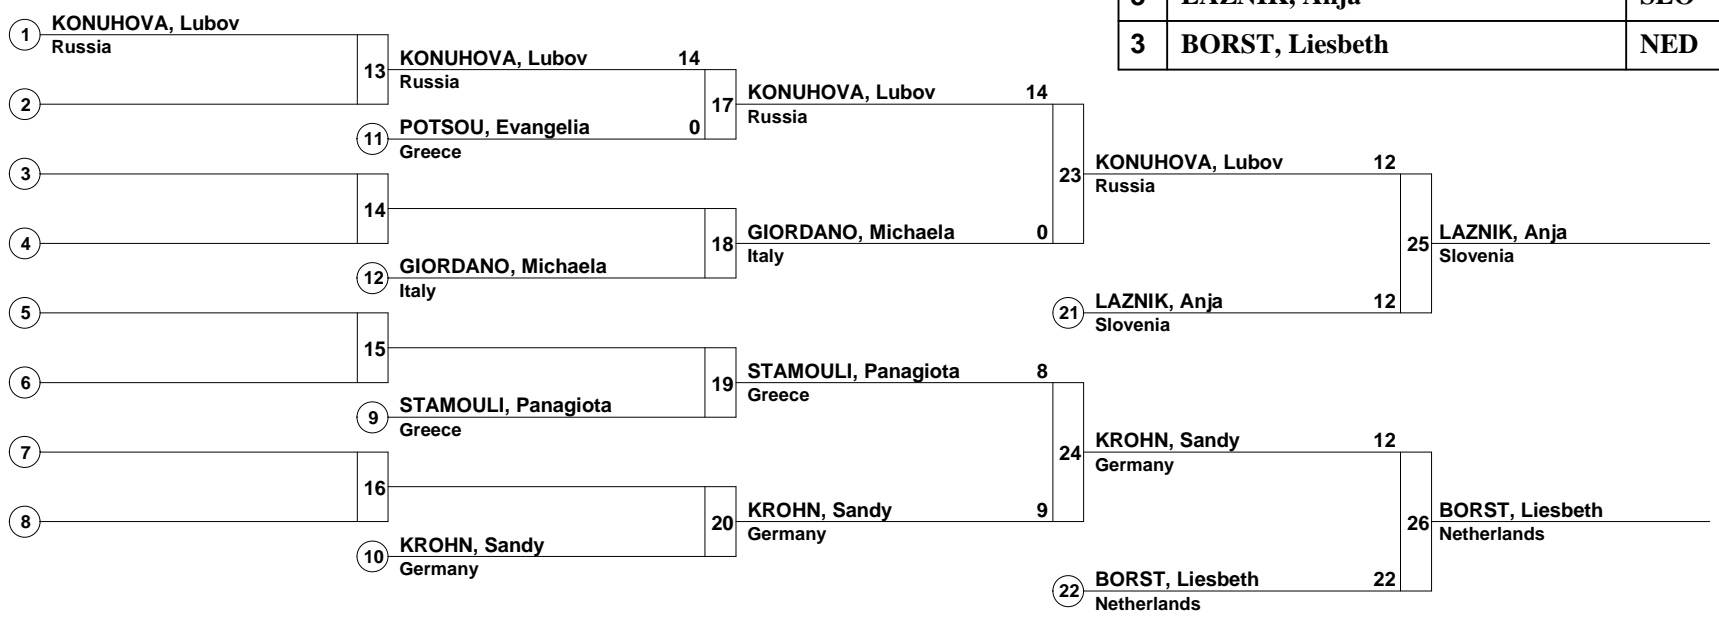 LAZNIK, Anja SLO
3 BORST, Liesbeth NED
1 KONUHOVA, Lubov
Russia
2
3
4
5
6
7
8
13
14
15
16
KONUHOVA, Lubov 14
Russia
11 POTSOU, Evangelia 0
Greece
12 GIORDANO, Michaela
Italy
9 STAMOULI, Panagiota
Greece
10 KROHN, Sandy
Germany
17
18
19
20
KONUHOVA, Lubov 14
Russia
GIORDANO, Michaela 0
Italy
STAMOULI, Panagiota 8
Greece
KROHN, Sandy 9
Germany
23
24
KONUHOVA, Lubov 12
Russia
21 LAZNIK, Anja 12
Slovenia
KROHN, Sandy 12
Germany
22 BORST, Liesbeth 22
Netherlands
25
26
LAZNIK, Anja
Slovenia
BORST, Liesbeth
Netherlands